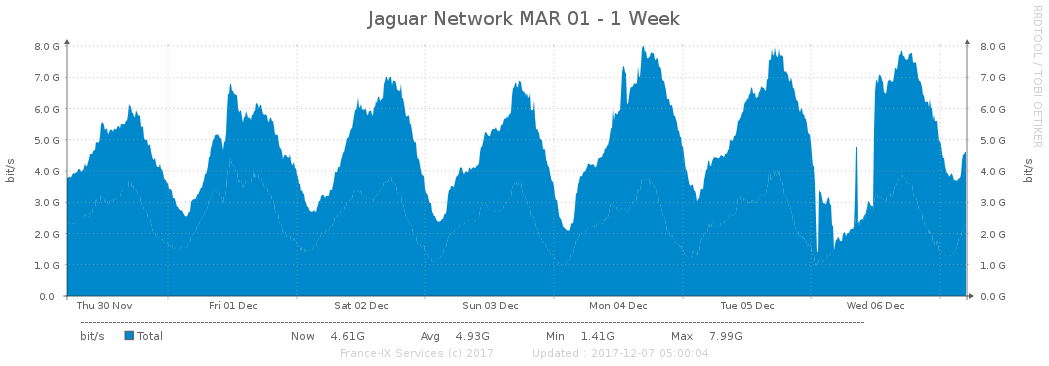 Jaguar Network MAR 01 - 1 Week
RRDTOOL / TOBI OETIKER
bit/s
8.0 G
7.0 G
6.0 G
5.0 G
4.0 G
3.0 G
2.0 G
1.0 G
0.0
8.0 G
7.0 G
6.0 G
5.0 G
4.0 G
3.0 G
2.0 G
1.0 G
0.0 G
bit/s
Thu 30 Nov Fri 01 Dec Sat 02 Dec Sun 03 Dec Mon 04 Dec Tue 05 Dec Wed 06 Dec
bit/s Total Now 4.61G Avg 4.93G Min 1.41G Max 7.99G
France-IX Services (c) 2017 Updated : 2017-12-07 05:00:04